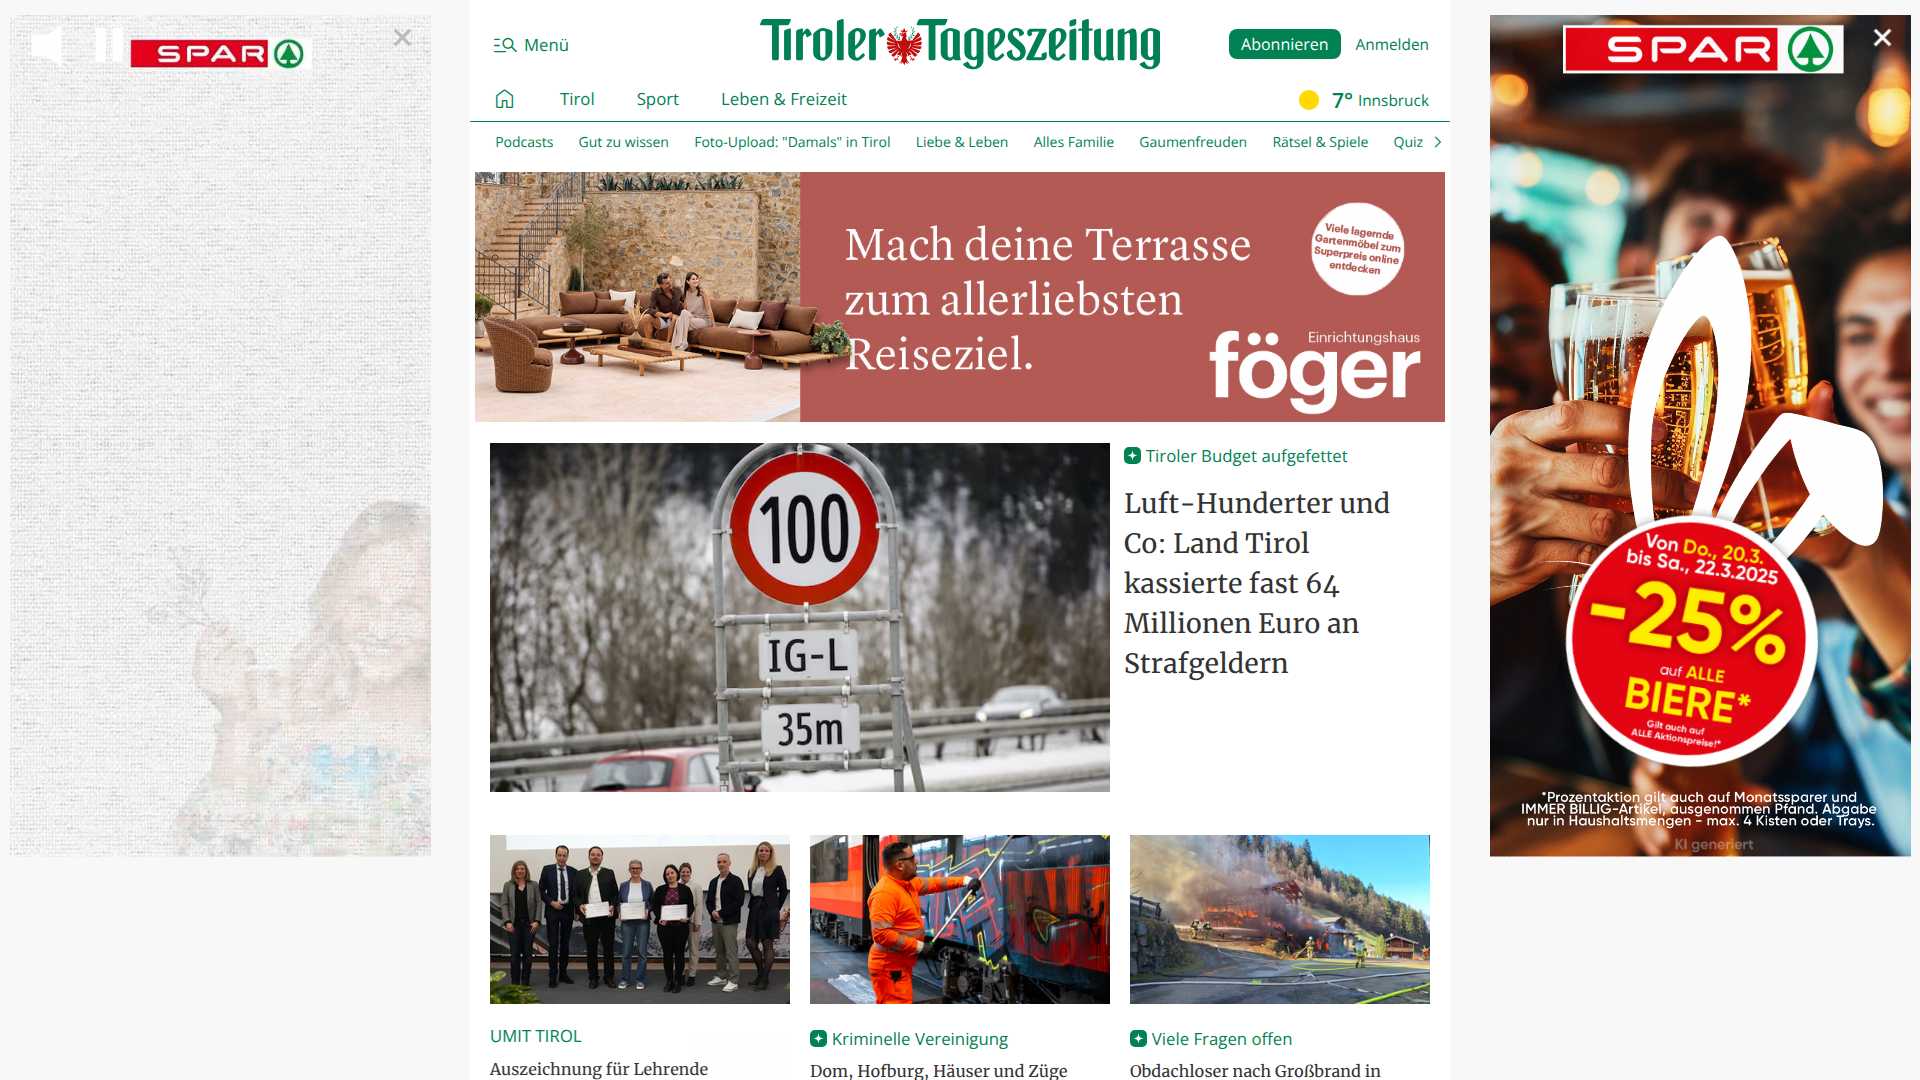 SPAR
Menü
Tiroler Tageszeitung
Abonnieren
Anmelden
Tirol
Sport
Leben & Freizeit
7° Innsbruck
Podcasts
Gut zu wissen
Foto-Upload: "Damals" in Tirol
Liebe & Leben
Alles Familie
Gaumenfreuden
Rätsel & Spiele
Quiz
Mach deine Terrasse
zum allerliebsten
Reiseziel.
Viele lagernde
Gartenmöbel zum
Superpreis online
entdecken
Einrichtungshaus
föger
100
IG-L
35m
Tiroler Budget aufgefettet
Luft-Hunderter und
Co: Land Tirol
kassierte fast 64
Millionen Euro an
Strafgeldern
UMIT TIROL
Auszeichnung für Lehrende
Kriminelle Vereinigung
Dom, Hofburg, Häuser und Züge
Viele Fragen offen
Obdachloser nach Großbrand in
SPAR
Von Do., 20.3.
bis Sa., 22.3.2025
-25%
auf ALLE
BIERE*
Gilt auch auf
ALLE Aktionspreise!*
*Prozentaktion gilt auch auf Monatssparer und
IMMER BILLIG-Artikel, ausgenommen Pfand. Abgabe
nur in Haushaltsmengen - max. 4 Kisten oder Trays.
KI generiert